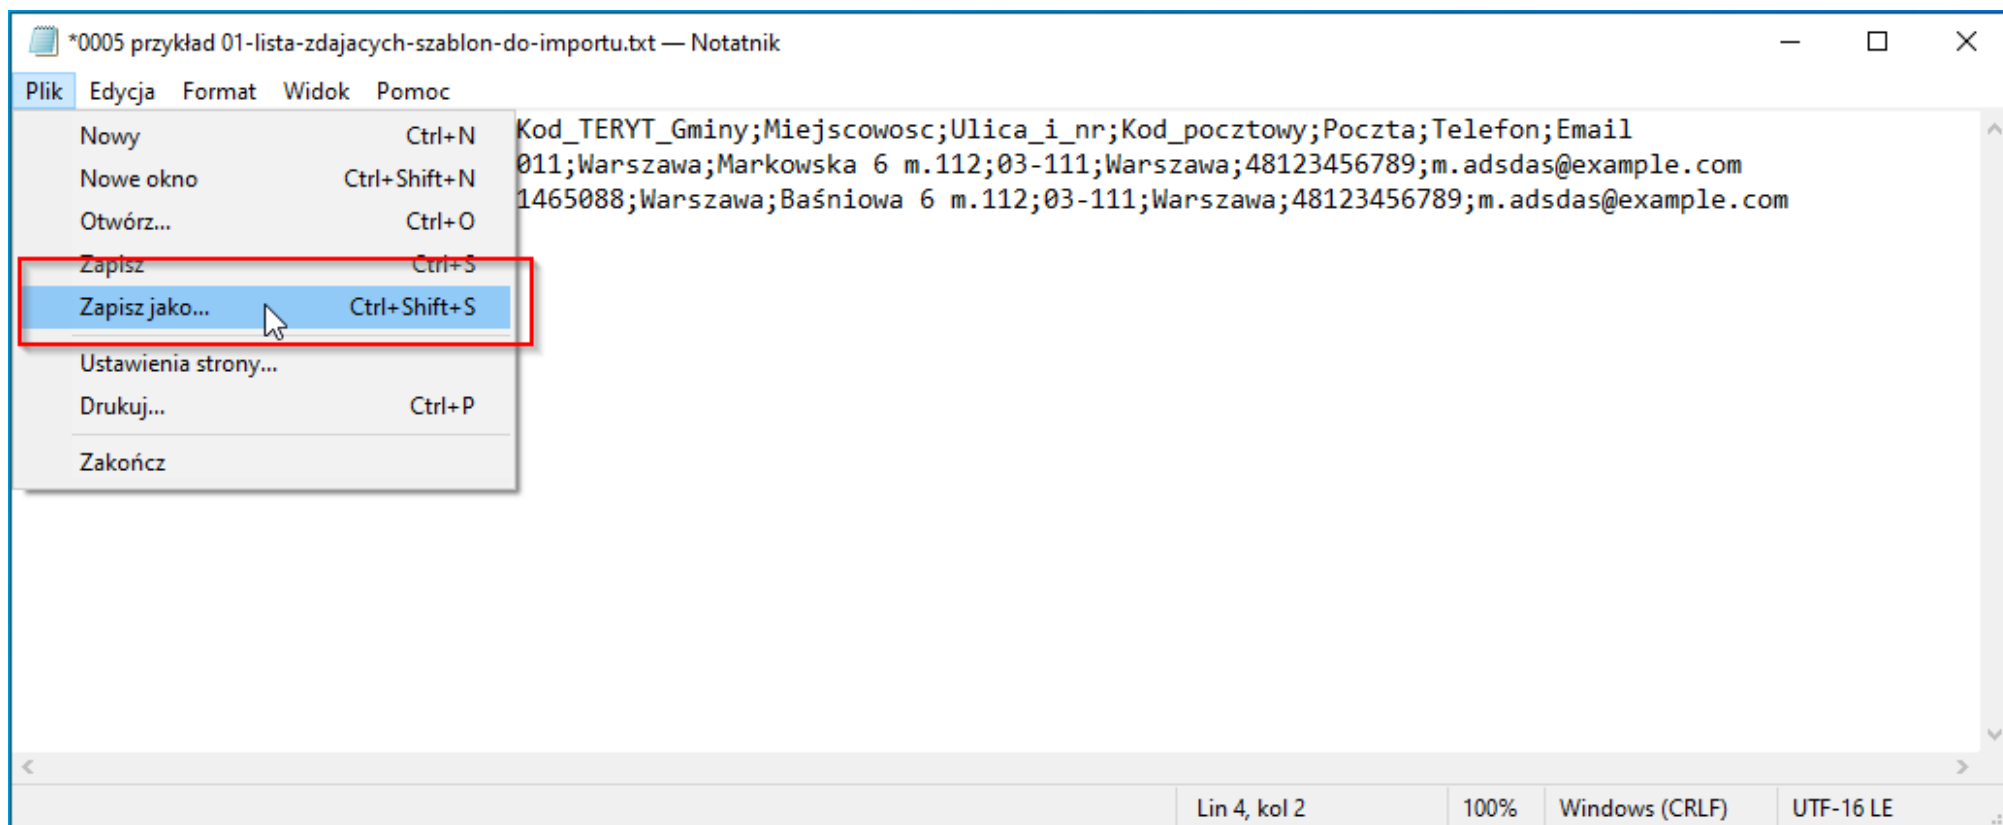 *0005 przykład 01-lista-zdajacych-szablon-do-importu.txt — Notatnik
Plik Edycja Format Widok Pomoc
Nowy Ctrl+N
Nowe okno Ctrl+Shift+N
Otwórz... Ctrl+O
Zapisz Ctrl+S
Zapisz jako... Ctrl+Shift+S
Ustawienia strony...
Drukuj... Ctrl+P
Zakończ
Kod_TERYT_Gminy;Miejscowosc;Ulica_i_nr;Kod_pocztowy;Poczta;Telefon;Email
011;Warszawa;Markowska 6 m.112;03-111;Warszawa;48123456789;m.adsdas@example.com
1465088;Warszawa;Baśniowa 6 m.112;03-111;Warszawa;48123456789;m.adsdas@example.com
Lin 4, kol 2 100% Windows (CRLF) UTF-16 LE